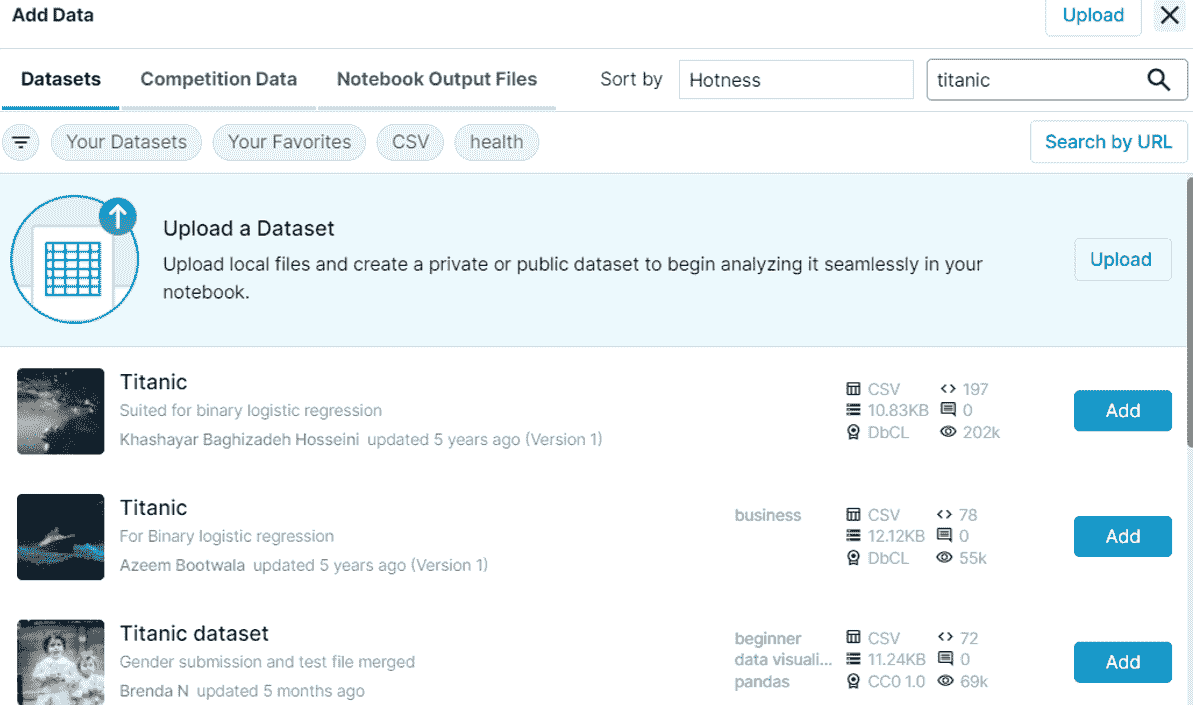 Add Data
Upload
Datasets
Competition Data
Notebook Output Files
Sort by
Hotness
titanic
Your Datasets
Your Favorites
CSV
health
Search by URL
Upload a Dataset
Upload local files and create a private or public dataset to begin analyzing it seamlessly in your
notebook.
Upload
Titanic
Suited for binary logistic regression
Khashayar Baghizadeh Hosseini updated 5 years ago (Version 1)
CSV
197
10.83KB
0
DbCL
202k
Add
Titanic
For Binary logistic regression
Azeem Bootwala updated 5 years ago (Version 1)
business
CSV
78
12.12KB
0
DbCL
55k
Add
Titanic dataset
Gender submission and test file merged
Brenda N updated 5 months ago
beginner
data visuali...
pandas
CSV
72
11.24KB
0
CC0 1.0
69k
Add